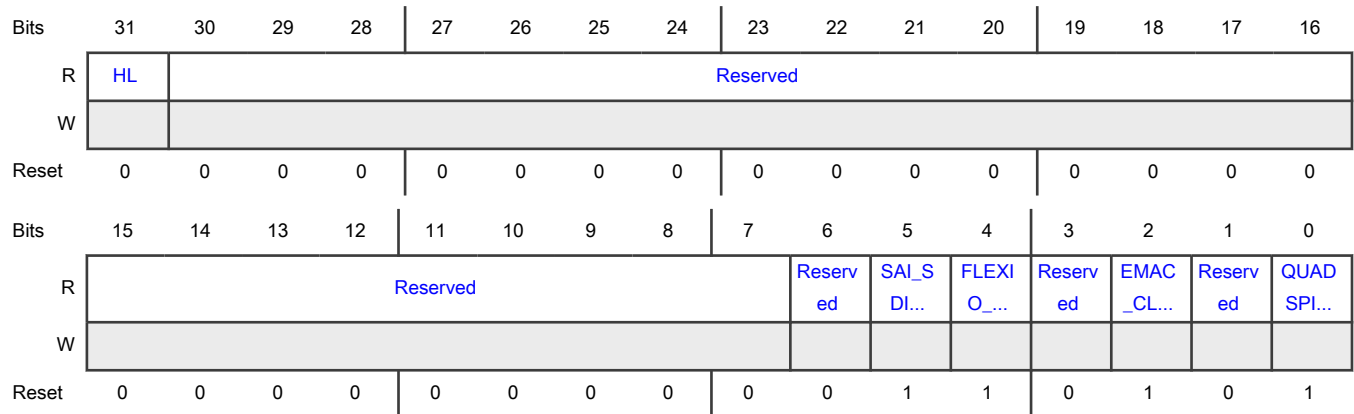 Bits 31 30 29 28 27 26 25 24 23 22 21 20 19 18 17 16
R HL Reserved
W
Reset 0 0 0 0 0 0 0 0 0 0 0 0 0 0 0 0
Bits 15 14 13 12 11 10 9 8 7 6 5 4 3 2 1 0
R Reserved Reserv SAI_S FLEXI Reserv EMAC Reserv QUAD
ed DI... O_... ed _CL... ed SPI...
W
Reset 0 0 0 0 0 0 0 0 0 0 1 1 0 1 0 1